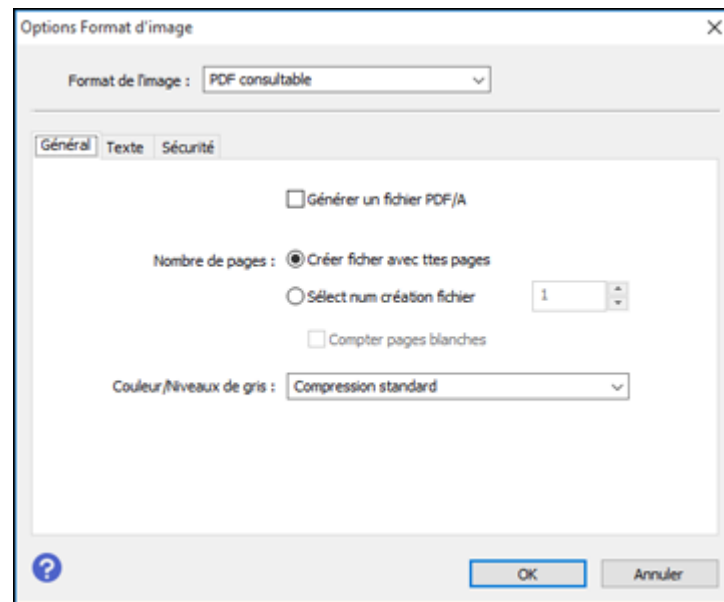 Options Format d'image
Format de l'image : PDF consultable
Général Texte Sécurité
Générer un fichier PDF/A
Nombre de pages : Créer ficher avec ttes pages
Sélect num création fichier 1
Compter pages blanches
Couleur/Niveaux de gris : Compression standard
?
OK Annuler